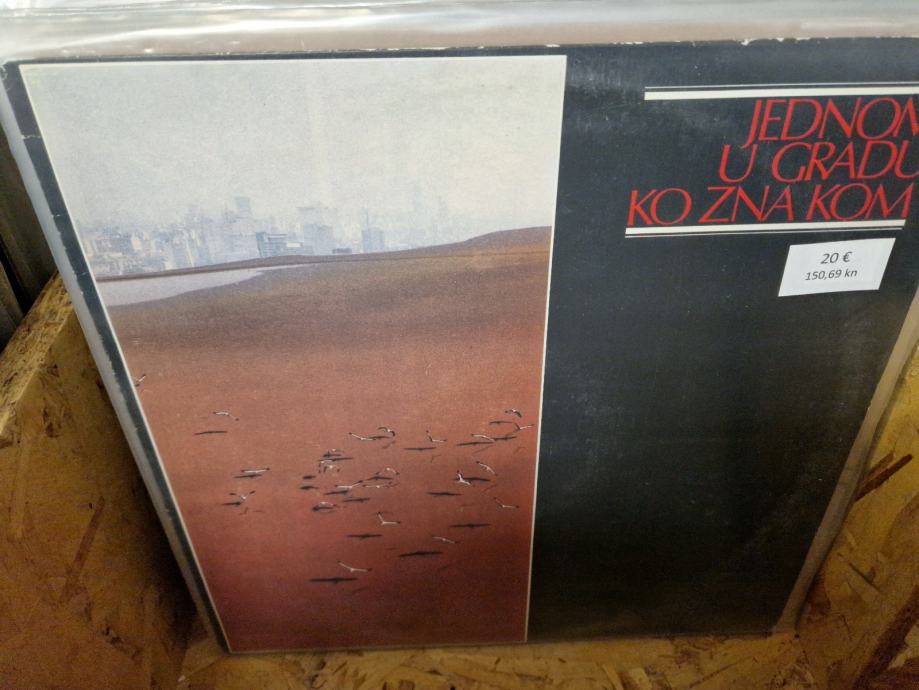 JEDNOM
U GRADU
KO ZNA KOM
20 €
150,69 kn